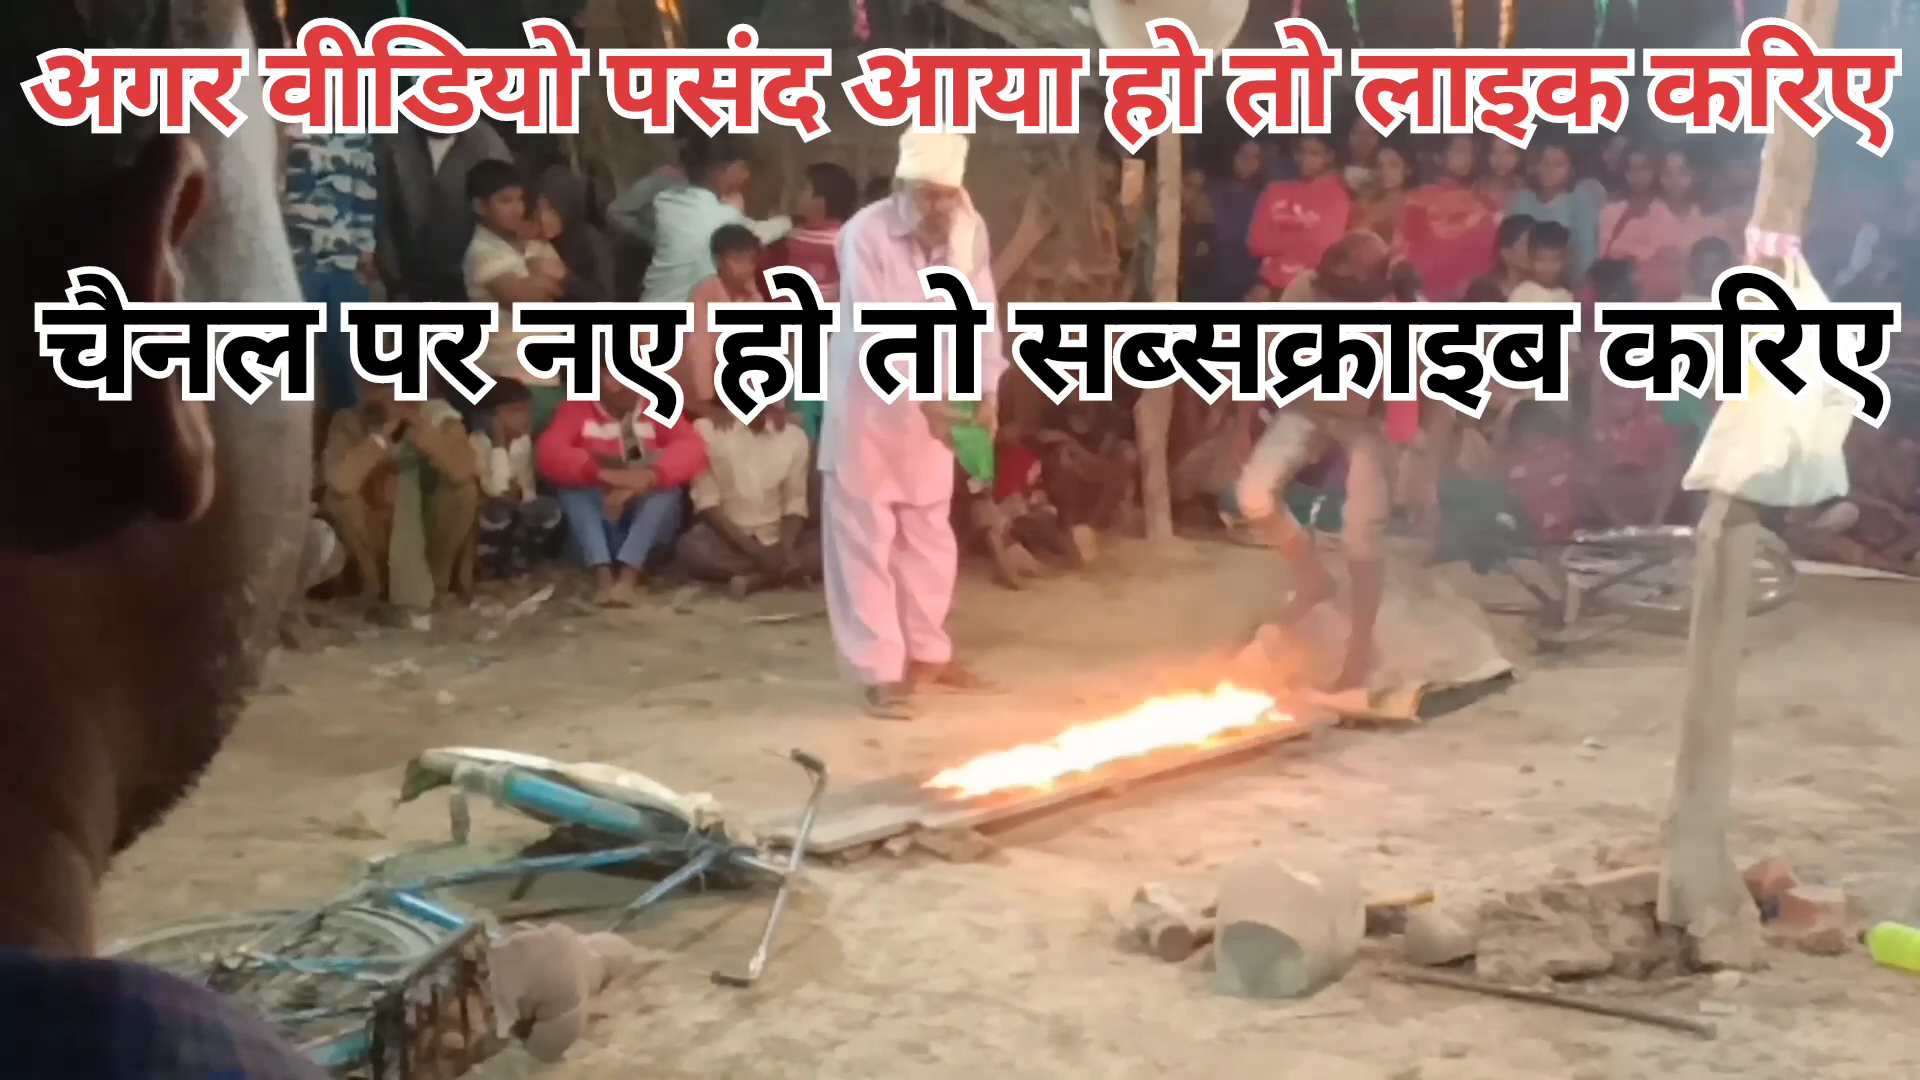 अगर वीडियो पसंद आया हो तो लाइक करिए
चैनल पर नए हो तो सब्सक्राइब करिए